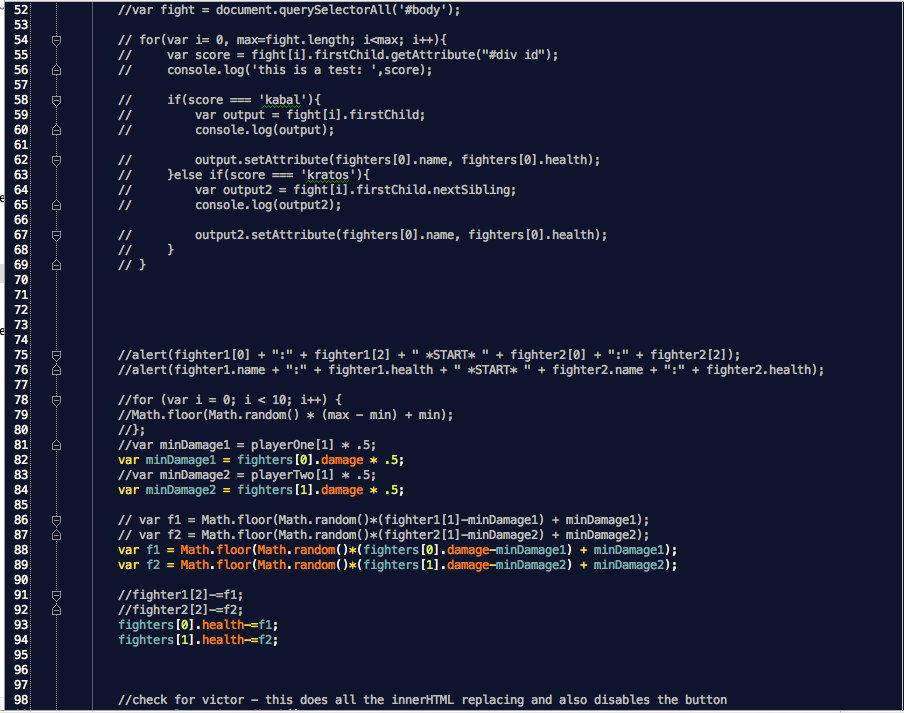 52 //var fight = document.querySelectorAll('#body');
53
54 // for(var i= 0, max=fight.length; i<max; i++){
55 //     var score = fight[i].firstChild.getAttribute("#div id");
56 //     console.log('this is a test: ',score);
57
58 //     if(score === 'kabal'){
59 //         var output = fight[i].firstChild;
60 //         console.log(output);
61
62 //         output.setAttribute(fighters[0].name, fighters[0].health);
63 //     }else if(score === 'kratos'){
64 //         var output2 = fight[i].firstChild.nextSibling;
65 //         console.log(output2);
66
67 //         output2.setAttribute(fighters[0].name, fighters[0].health);
68 //     }
69 // }
70
71
72
73
74
75 //alert(fighter1[0] + ":" + fighter1[2] + " *START* " + fighter2[0] + ":" + fighter2[2]);
76 //alert(fighter1.name + ":" + fighter1.health + " *START* " + fighter2.name + ":" + fighter2.health);
77
78 //for (var i = 0; i < 10; i++) {
79 //Math.floor(Math.random() * (max - min) + min);
80 //};
81 //var minDamage1 = playerOne[1] * .5;
82 var minDamage1 = fighters[0].damage * .5;
83 //var minDamage2 = playerTwo[1] * .5;
84 var minDamage2 = fighters[1].damage * .5;
85
86 // var f1 = Math.floor(Math.random()*(fighter1[1]-minDamage1) + minDamage1);
87 // var f2 = Math.floor(Math.random()*(fighter2[1]-minDamage2) + minDamage2);
88 var f1 = Math.floor(Math.random()*(fighters[0].damage-minDamage1) + minDamage1);
89 var f2 = Math.floor(Math.random()*(fighters[1].damage-minDamage2) + minDamage2);
90
91 //fighter1[2]-=f1;
92 //fighter2[2]-=f2;
93 fighters[0].health-=f1;
94 fighters[1].health-=f2;
95
96
97
98 //check for victor - this does all the innerHTML replacing and also disables the button